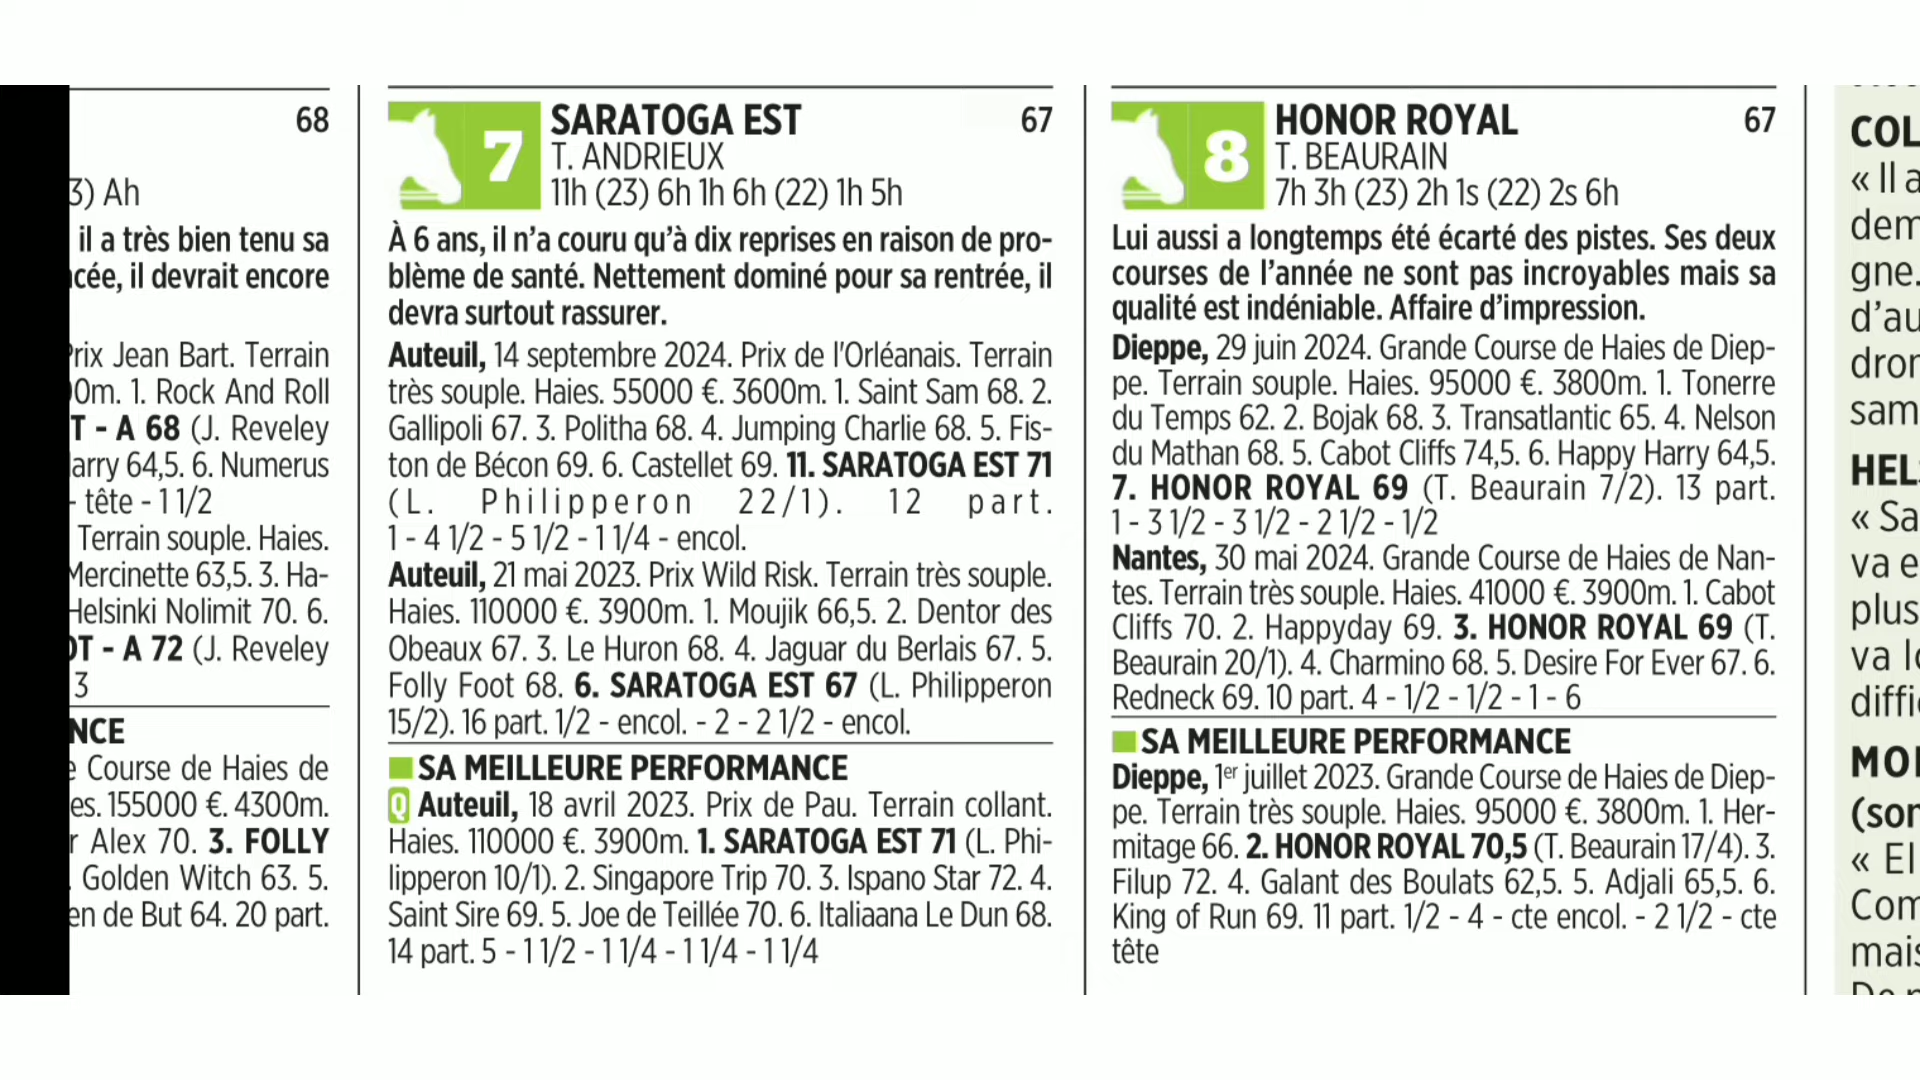 68
3) Ah
il a très bien tenu sa
cée, il devrait encore
Prix Jean Bart. Terrain
00m. 1. Rock And Roll
T - A 68 (J. Reveley
Harry 64,5. 6. Numerus
- tête - 1 1/2
Terrain souple. Haies.
Mercinette 63,5. 3. Ha-
Helsinki Nolimit 70. 6.
OT - A 72 (J. Reveley
3
NCE
e Course de Haies de
es. 155000 €. 4300m.
r Alex 70. 3. FOLLY
. Golden Witch 63. 5.
en de But 64. 20 part.
7
SARATOGA EST 67
T. ANDRIEUX
11h (23) 6h 1h 6h (22) 1h 5h
À 6 ans, il n’a couru qu’à dix reprises en raison de pro-
blème de santé. Nettement dominé pour sa rentrée, il
devra surtout rassurer.
Auteuil, 14 septembre 2024. Prix de l'Orléanais. Terrain
très souple. Haies. 55000 €. 3600m. 1. Saint Sam 68. 2.
Gallipoli 67. 3. Politha 68. 4. Jumping Charlie 68. 5. Fis-
ton de Bécon 69. 6. Castellet 69. 11. SARATOGA EST 71
(L. Philipperon 22/1). 12 part.
1 - 4 1/2 - 5 1/2 - 1 1/4 - encol.
Auteuil, 21 mai 2023. Prix Wild Risk. Terrain très souple.
Haies. 110000 €. 3900m. 1. Moujik 66,5. 2. Dentor des
Obeaux 67. 3. Le Huron 68. 4. Jaguar du Berlais 67. 5.
Folly Foot 68. 6. SARATOGA EST 67 (L. Philipperon
15/2). 16 part. 1/2 - encol. - 2 - 2 1/2 - encol.
SA MEILLEURE PERFORMANCE
Q Auteuil, 18 avril 2023. Prix de Pau. Terrain collant.
Haies. 110000 €. 3900m. 1. SARATOGA EST 71 (L. Phi-
lipperon 10/1). 2. Singapore Trip 70. 3. Ispano Star 72. 4.
Saint Sire 69. 5. Joe de Teillée 70. 6. Italiaana Le Dun 68.
14 part. 5 - 1 1/2 - 1 1/4 - 1 1/4 - 1 1/4
8
HONOR ROYAL 67
T. BEAURAIN
7h 3h (23) 2h 1s (22) 2s 6h
Lui aussi a longtemps été écarté des pistes. Ses deux
courses de l’année ne sont pas incroyables mais sa
qualité est indéniable. Affaire d’impression.
Dieppe, 29 juin 2024. Grande Course de Haies de Diep-
pe. Terrain souple. Haies. 95000 €. 3800m. 1. Tonerre
du Temps 62. 2. Bojak 68. 3. Transatlantic 65. 4. Nelson
du Mathan 68. 5. Cabot Cliffs 74,5. 6. Happy Harry 64,5.
7. HONOR ROYAL 69 (T. Beaurain 7/2). 13 part.
1 - 3 1/2 - 3 1/2 - 2 1/2 - 1/2
Nantes, 30 mai 2024. Grande Course de Haies de Nan-
tes. Terrain très souple. Haies. 41000 €. 3900m. 1. Cabot
Cliffs 70. 2. Happyday 69. 3. HONOR ROYAL 69 (T.
Beaurain 20/1). 4. Charmino 68. 5. Desire For Ever 67. 6.
Redneck 69. 10 part. 4 - 1/2 - 1/2 - 1 - 6
SA MEILLEURE PERFORMANCE
Dieppe, 1er juillet 2023. Grande Course de Haies de Diep-
pe. Terrain très souple. Haies. 95000 €. 3800m. 1. Her-
mitage 66. 2. HONOR ROYAL 70,5 (T. Beaurain 17/4). 3.
Filup 72. 4. Galant des Boulats 62,5. 5. Adjali 65,5. 6.
King of Run 69. 11 part. 1/2 - 4 - cte encol. - 2 1/2 - cte
tête
COL
« Il a
dem
gne.
d’au
dron
sam
HELS
« Sa
va e
plus
va lo
diffic
MON
(son
« El
Com
mais